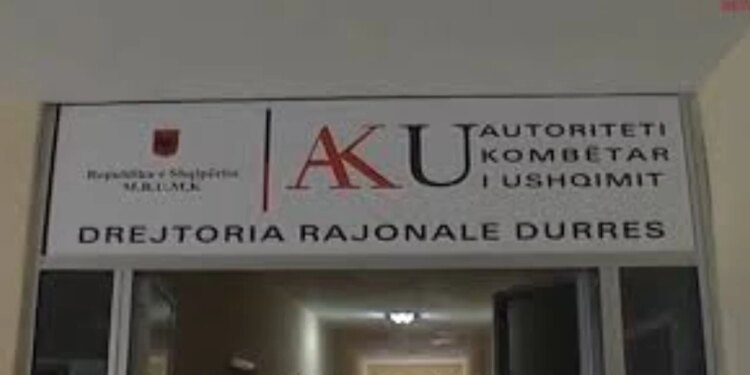 Republika e Shqipërisë
M.B.U.M.K
AKU
AUTORITETI
KOMBËTAR
I USHQIMIT
DREJTORIA RAJONALE DURRES